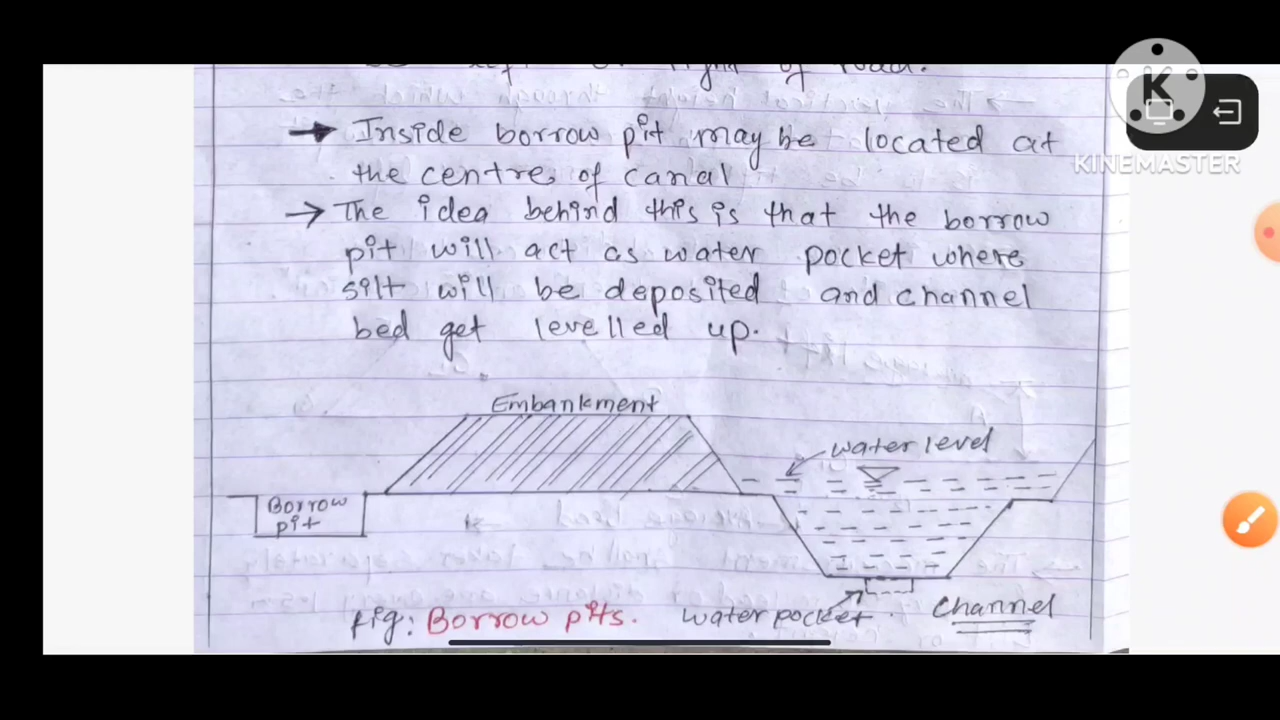 of road.
→ Inside borrow pit may be located at
the centre, of canal
→ The idea behind this is that the borrow
pit will act as water pocket where
silt will be deposited and channel
bed get levelled up.
Embankment
water level
Borrow
pit
water pocket
channel
fig: Borrow pits.
K
KINEMASTER